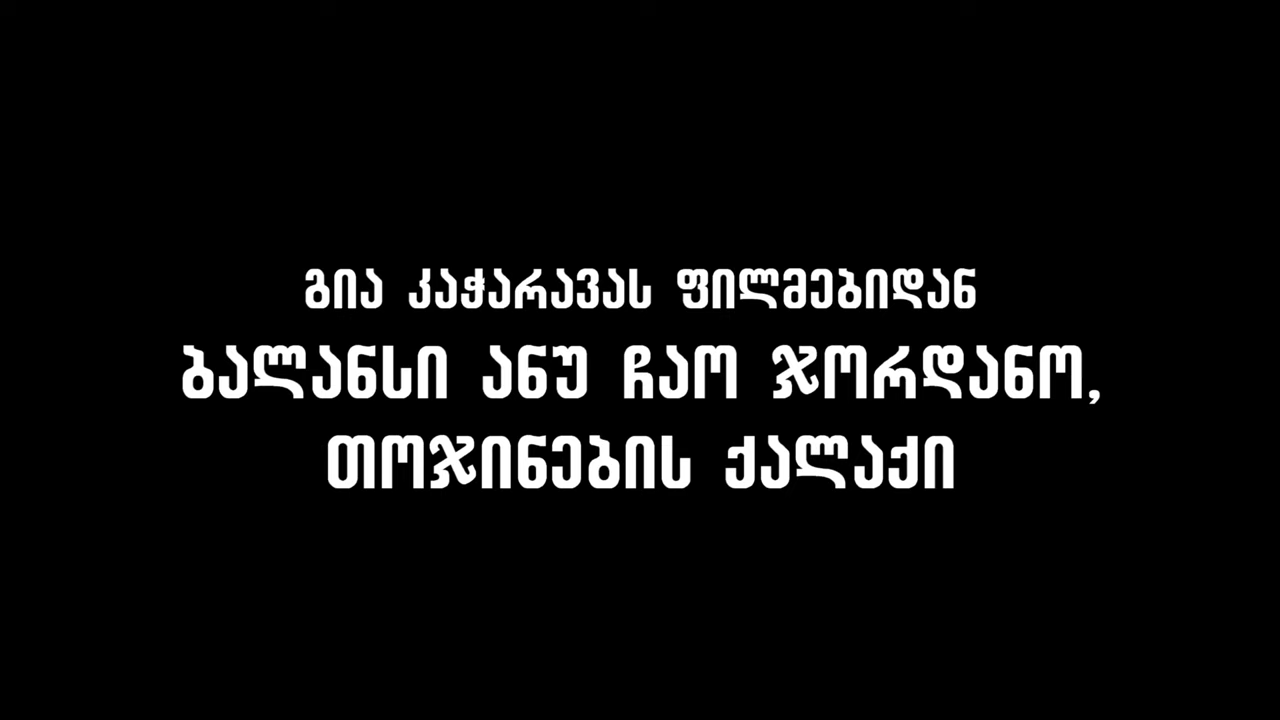 გია კაჭარავას ფილმებიდან
ბალანსი ანუ ჩაო ჯორდანო,
თოჯინების ქალაქი